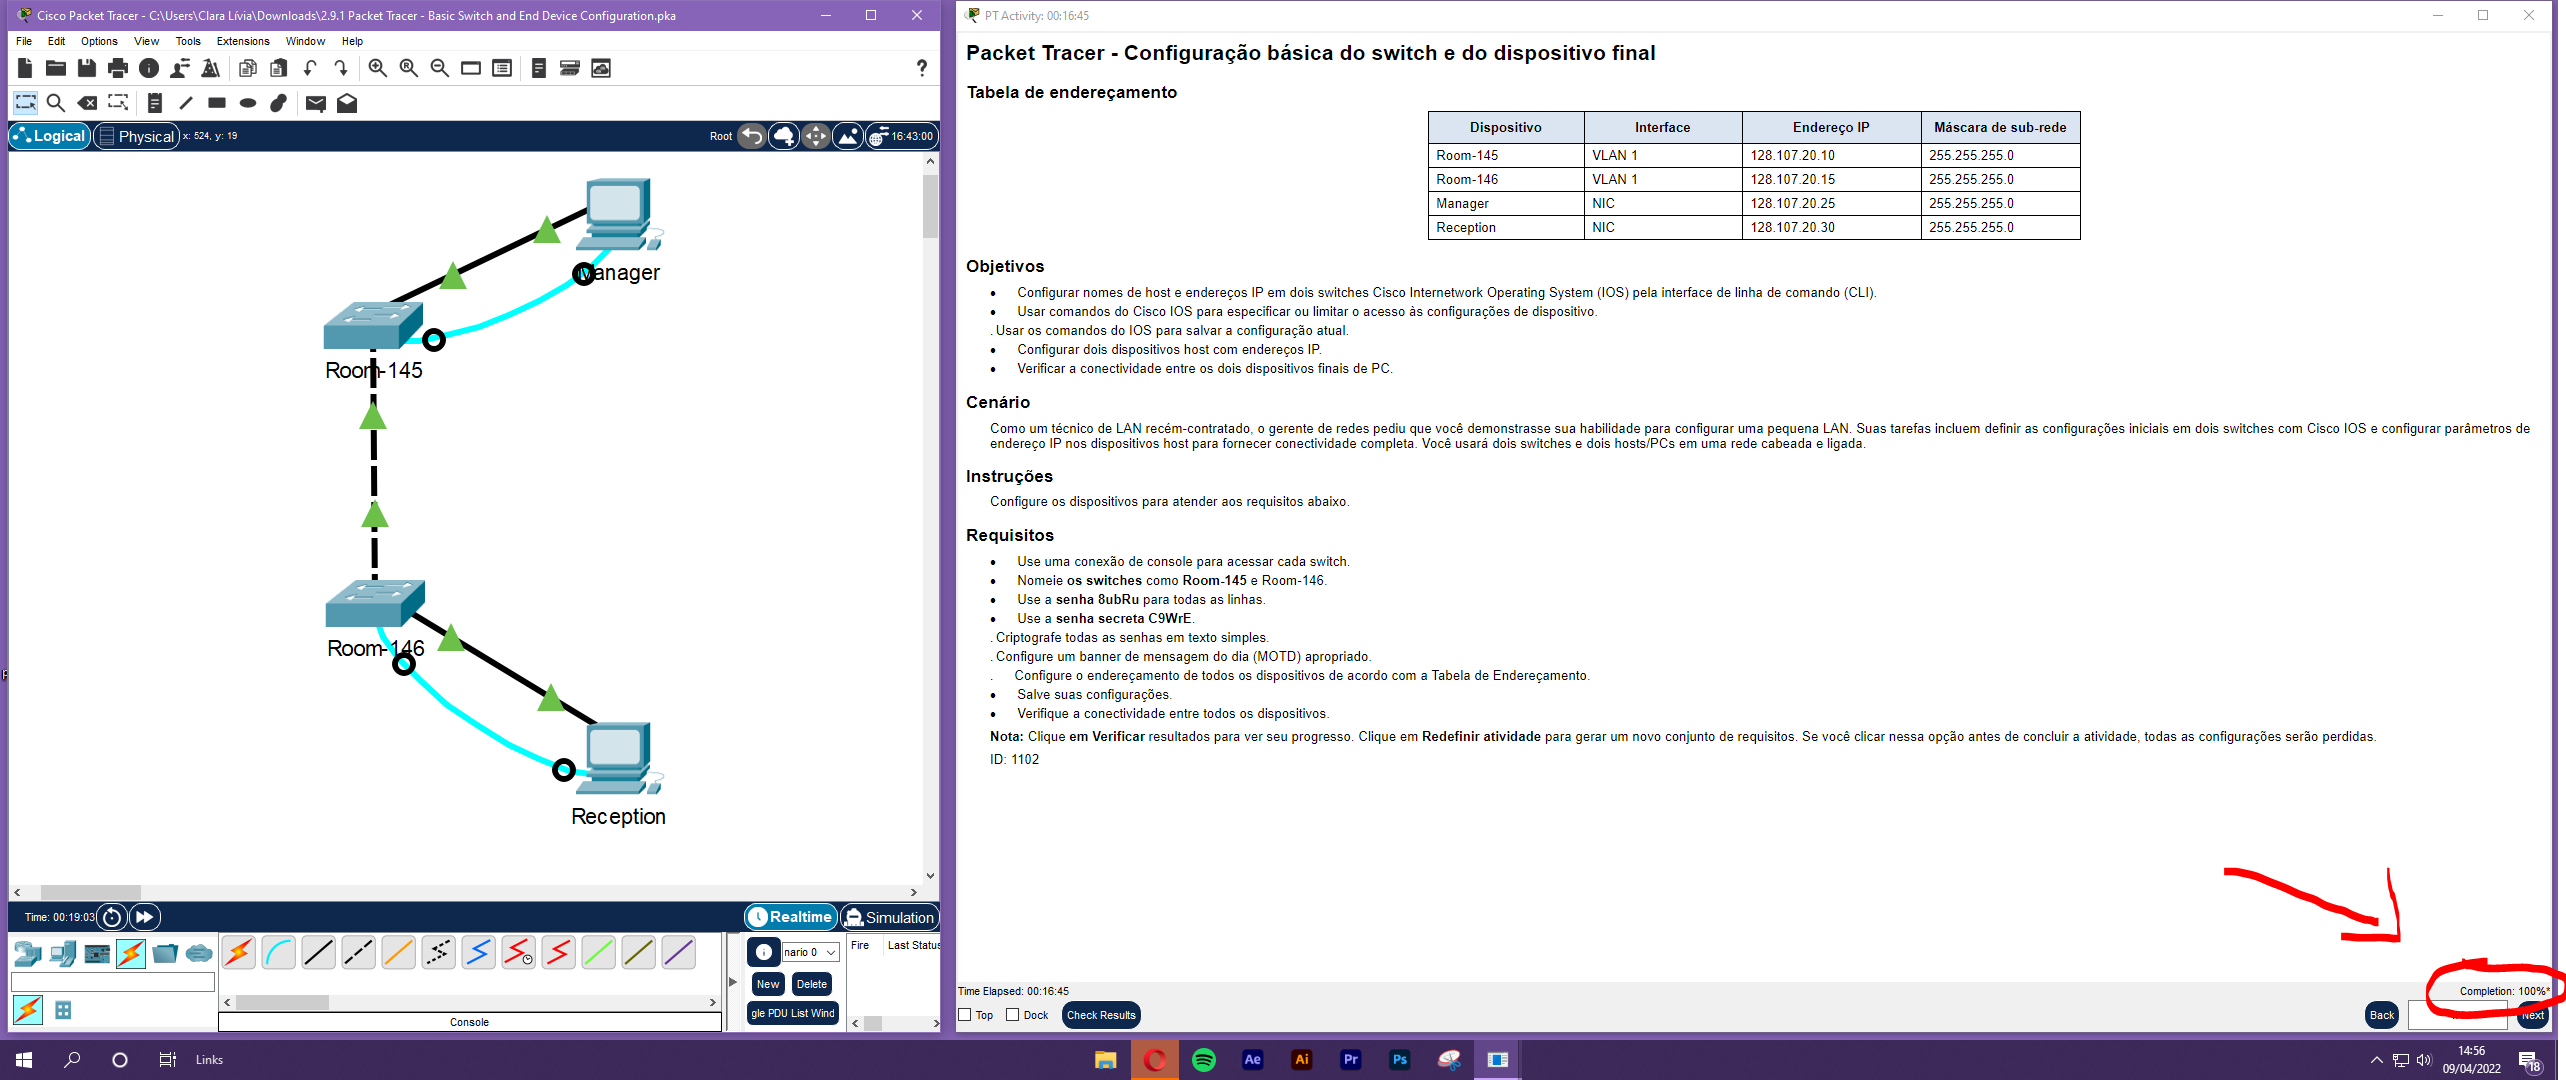 Cisco Packet Tracer - C:\Users\Clara Lívia\Downloads\2.9.1 Packet Tracer - Basic Switch and End Device Configuration.pka
File Edit Options View Tools Extensions Window Help
?
Logical Physical x: 524, y: 19 Root 16:43:00
Manager
Room-145
Room-146
Reception
Time: 00:19:03 Realtime Simulation
nario 0 Fire Last Status
New Delete
gle PDU List Wind
Console
PT Activity: 00:16:45
Packet Tracer - Configuração básica do switch e do dispositivo final
Tabela de endereçamento
Dispositivo Interface Endereço IP Máscara de sub-rede
Room-145 VLAN 1 128.107.20.10 255.255.255.0
Room-146 VLAN 1 128.107.20.15 255.255.255.0
Manager NIC 128.107.20.25 255.255.255.0
Reception NIC 128.107.20.30 255.255.255.0
Objetivos
• Configurar nomes de host e endereços IP em dois switches Cisco Internetwork Operating System (IOS) pela interface de linha de comando (CLI).
• Usar comandos do Cisco IOS para especificar ou limitar o acesso às configurações de dispositivo.
. Usar os comandos do IOS para salvar a configuração atual.
• Configurar dois dispositivos host com endereços IP.
• Verificar a conectividade entre os dois dispositivos finais de PC.
Cenário
Como um técnico de LAN recém-contratado, o gerente de redes pediu que você demonstrasse sua habilidade para configurar uma pequena LAN. Suas tarefas incluem definir as configurações iniciais em dois switches com Cisco IOS e configurar parâmetros de
endereço IP nos dispositivos host para fornecer conectividade completa. Você usará dois switches e dois hosts/PCs em uma rede cabeada e ligada.
Instruções
Configure os dispositivos para atender aos requisitos abaixo.
Requisitos
• Use uma conexão de console para acessar cada switch.
• Nomeie os switches como Room-145 e Room-146.
• Use a senha 8ubRu para todas as linhas.
• Use a senha secreta C9WrE.
. Criptografe todas as senhas em texto simples.
. Configure um banner de mensagem do dia (MOTD) apropriado.
. Configure o endereçamento de todos os dispositivos de acordo com a Tabela de Endereçamento.
• Salve suas configurações.
• Verifique a conectividade entre todos os dispositivos.
Nota: Clique em Verificar resultados para ver seu progresso. Clique em Redefinir atividade para gerar um novo conjunto de requisitos. Se você clicar nessa opção antes de concluir a atividade, todas as configurações serão perdidas.
ID: 1102
Time Elapsed: 00:16:45 Completion: 100%*
Top Dock Check Results Back Next
Links Ae Ai Pr Ps 14:56
09/04/2022 18